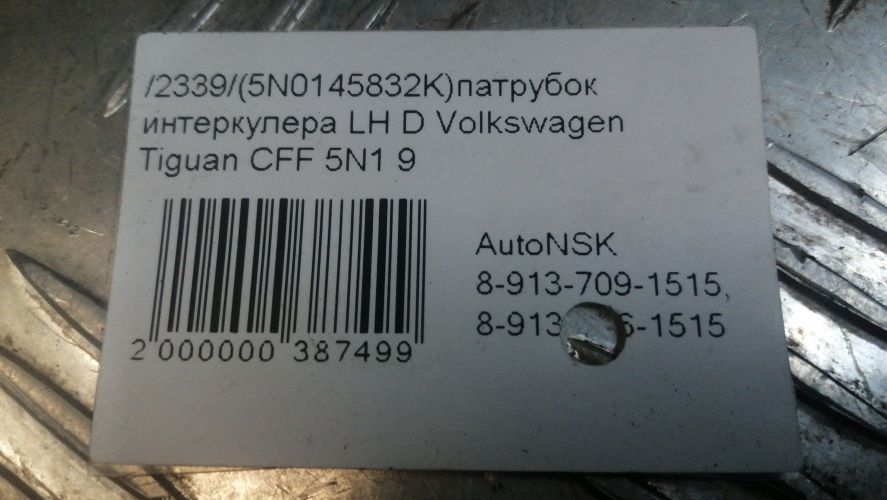 /2339/(5N0145832K)патрубок
интеркулера LH D Volkswagen
Tiguan CFF 5N1 9
AutoNSK
8-913-709-1515,
2 000000 387499